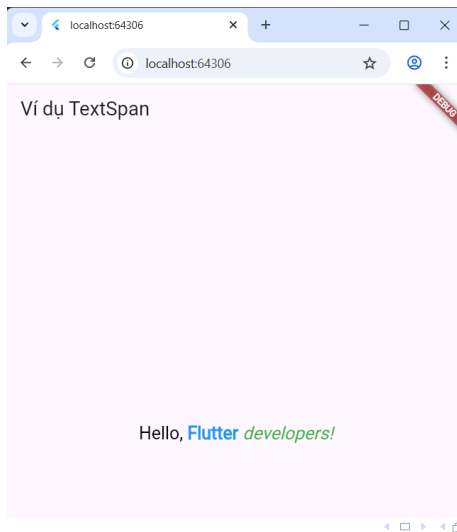 localhost:64306
localhost:64306
Ví dụ TextSpan
DEBUG
Hello, Flutter developers!